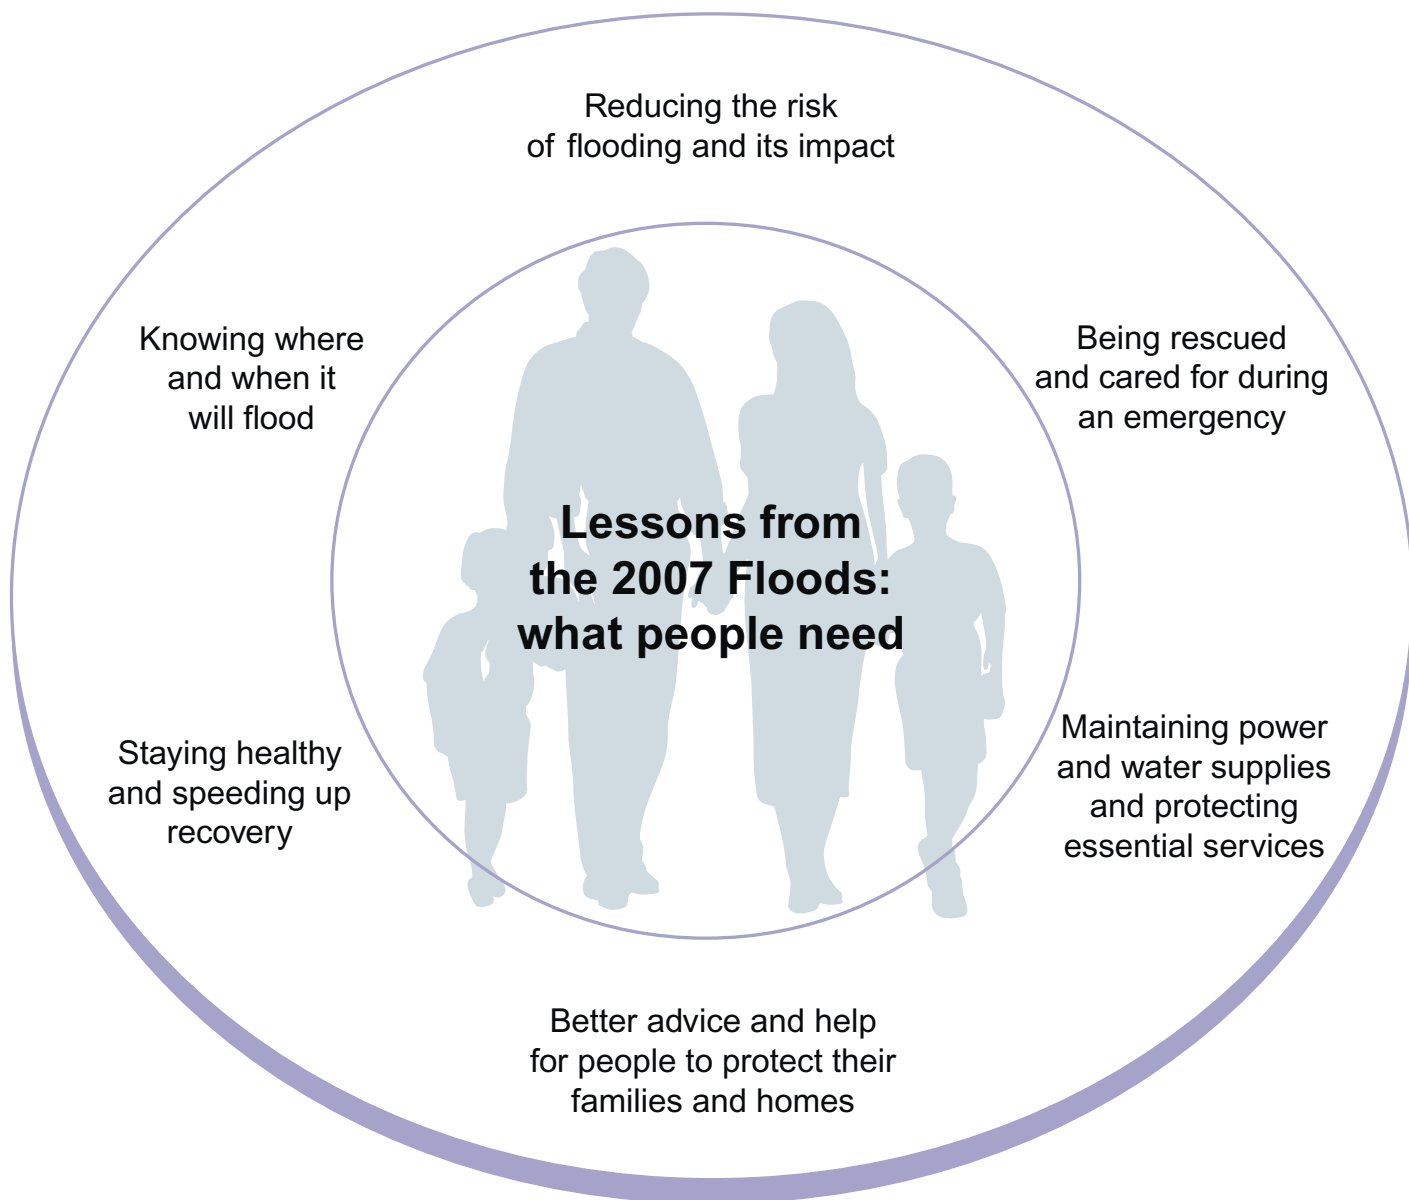 Reducing the risk
of flooding and its impact
Knowing where
and when it
will flood
Being rescued
and cared for during
an emergency
Lessons from
the 2007 Floods:
what people need
Staying healthy
and speeding up
recovery
Maintaining power
and water supplies
and protecting
essential services
Better advice and help
for people to protect their
families and homes